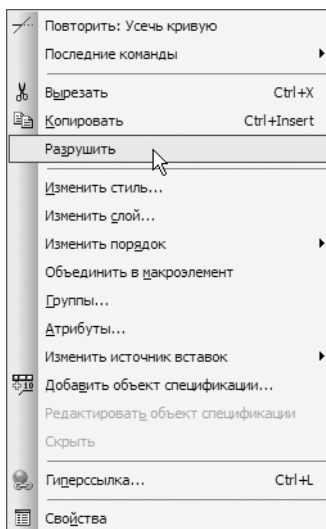 Повторить: Усечь кривую
Последние команды
Вырезать Ctrl+X
Копировать Ctrl+Insert
Разрушить
Изменить стиль...
Изменить слой...
Изменить порядок
Объединить в макроэлемент
Группы...
Атрибуты...
Изменить источник вставок
Добавить объект спецификации...
Редактировать объект спецификации
Скрыть
Гиперссылка... Ctrl+L
Свойства